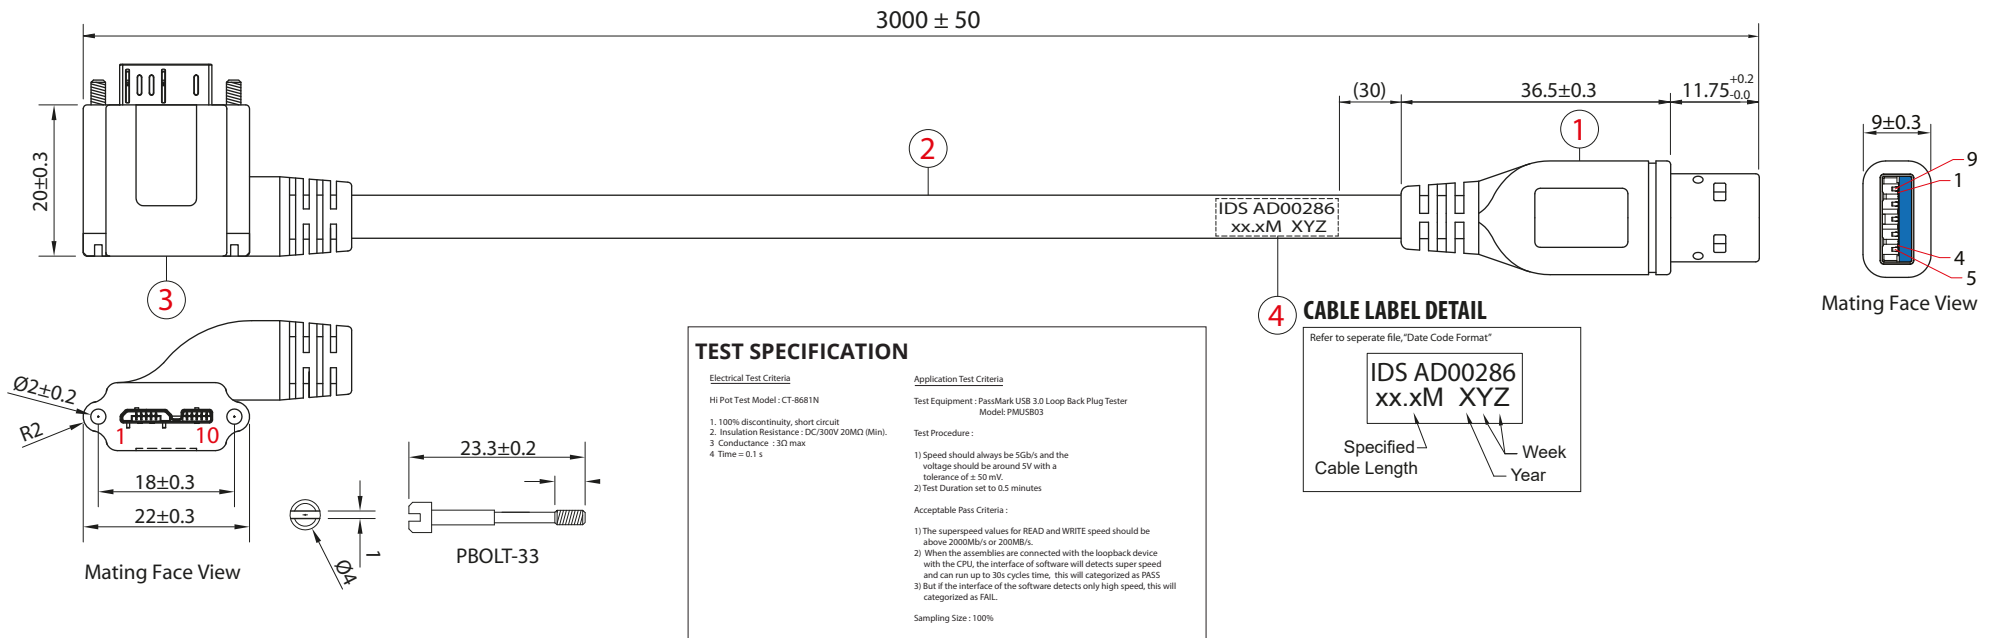 3000 ± 50
(30)
36.5±0.3
11.75 +0.2 -0.0
9±0.3
20±0.3
1
2
3
4
IDS AD00286
xx.xM XYZ
9
1
4
5
Mating Face View
CABLE LABEL DETAIL
Refer to seperate file,"Date Code Format"
IDS AD00286
xx.xM XYZ
Specified
Cable Length
Week
Year
Ø2±0.2
R2
1
10
18±0.3
22±0.3
Mating Face View
23.3±0.2
1
Ø4
PBOLT-33
TEST SPECIFICATION
Electrical Test Criteria
Hi Pot Test Model : CT-8681N
1. 100% discontinuity, short circuit
2. Insulation Resistance : DC/300V 20MΩ (Min).
3 Conductance : 3Ω max
4 Time = 0.1 s
Application Test Criteria
Test Equipment : PassMark USB 3.0 Loop Back Plug Tester
Model: PMUSB03
Test Procedure :
1) Speed should always be 5Gb/s and the
voltage should be around 5V with a
tolerance of ± 50 mV.
2) Test Duration set to 0.5 minutes
Acceptable Pass Criteria :
1) The superspeed values for READ and WRITE speed should be
above 2000Mb/s or 200MB/s.
2) When the assemblies are connected with the loopback device
with the CPU, the interface of software will detects super speed
and can run up to 30s cycles time, this will categorized as PASS
3) But if the interface of the software detects only high speed, this will
categorized as FAIL.
Sampling Size : 100%